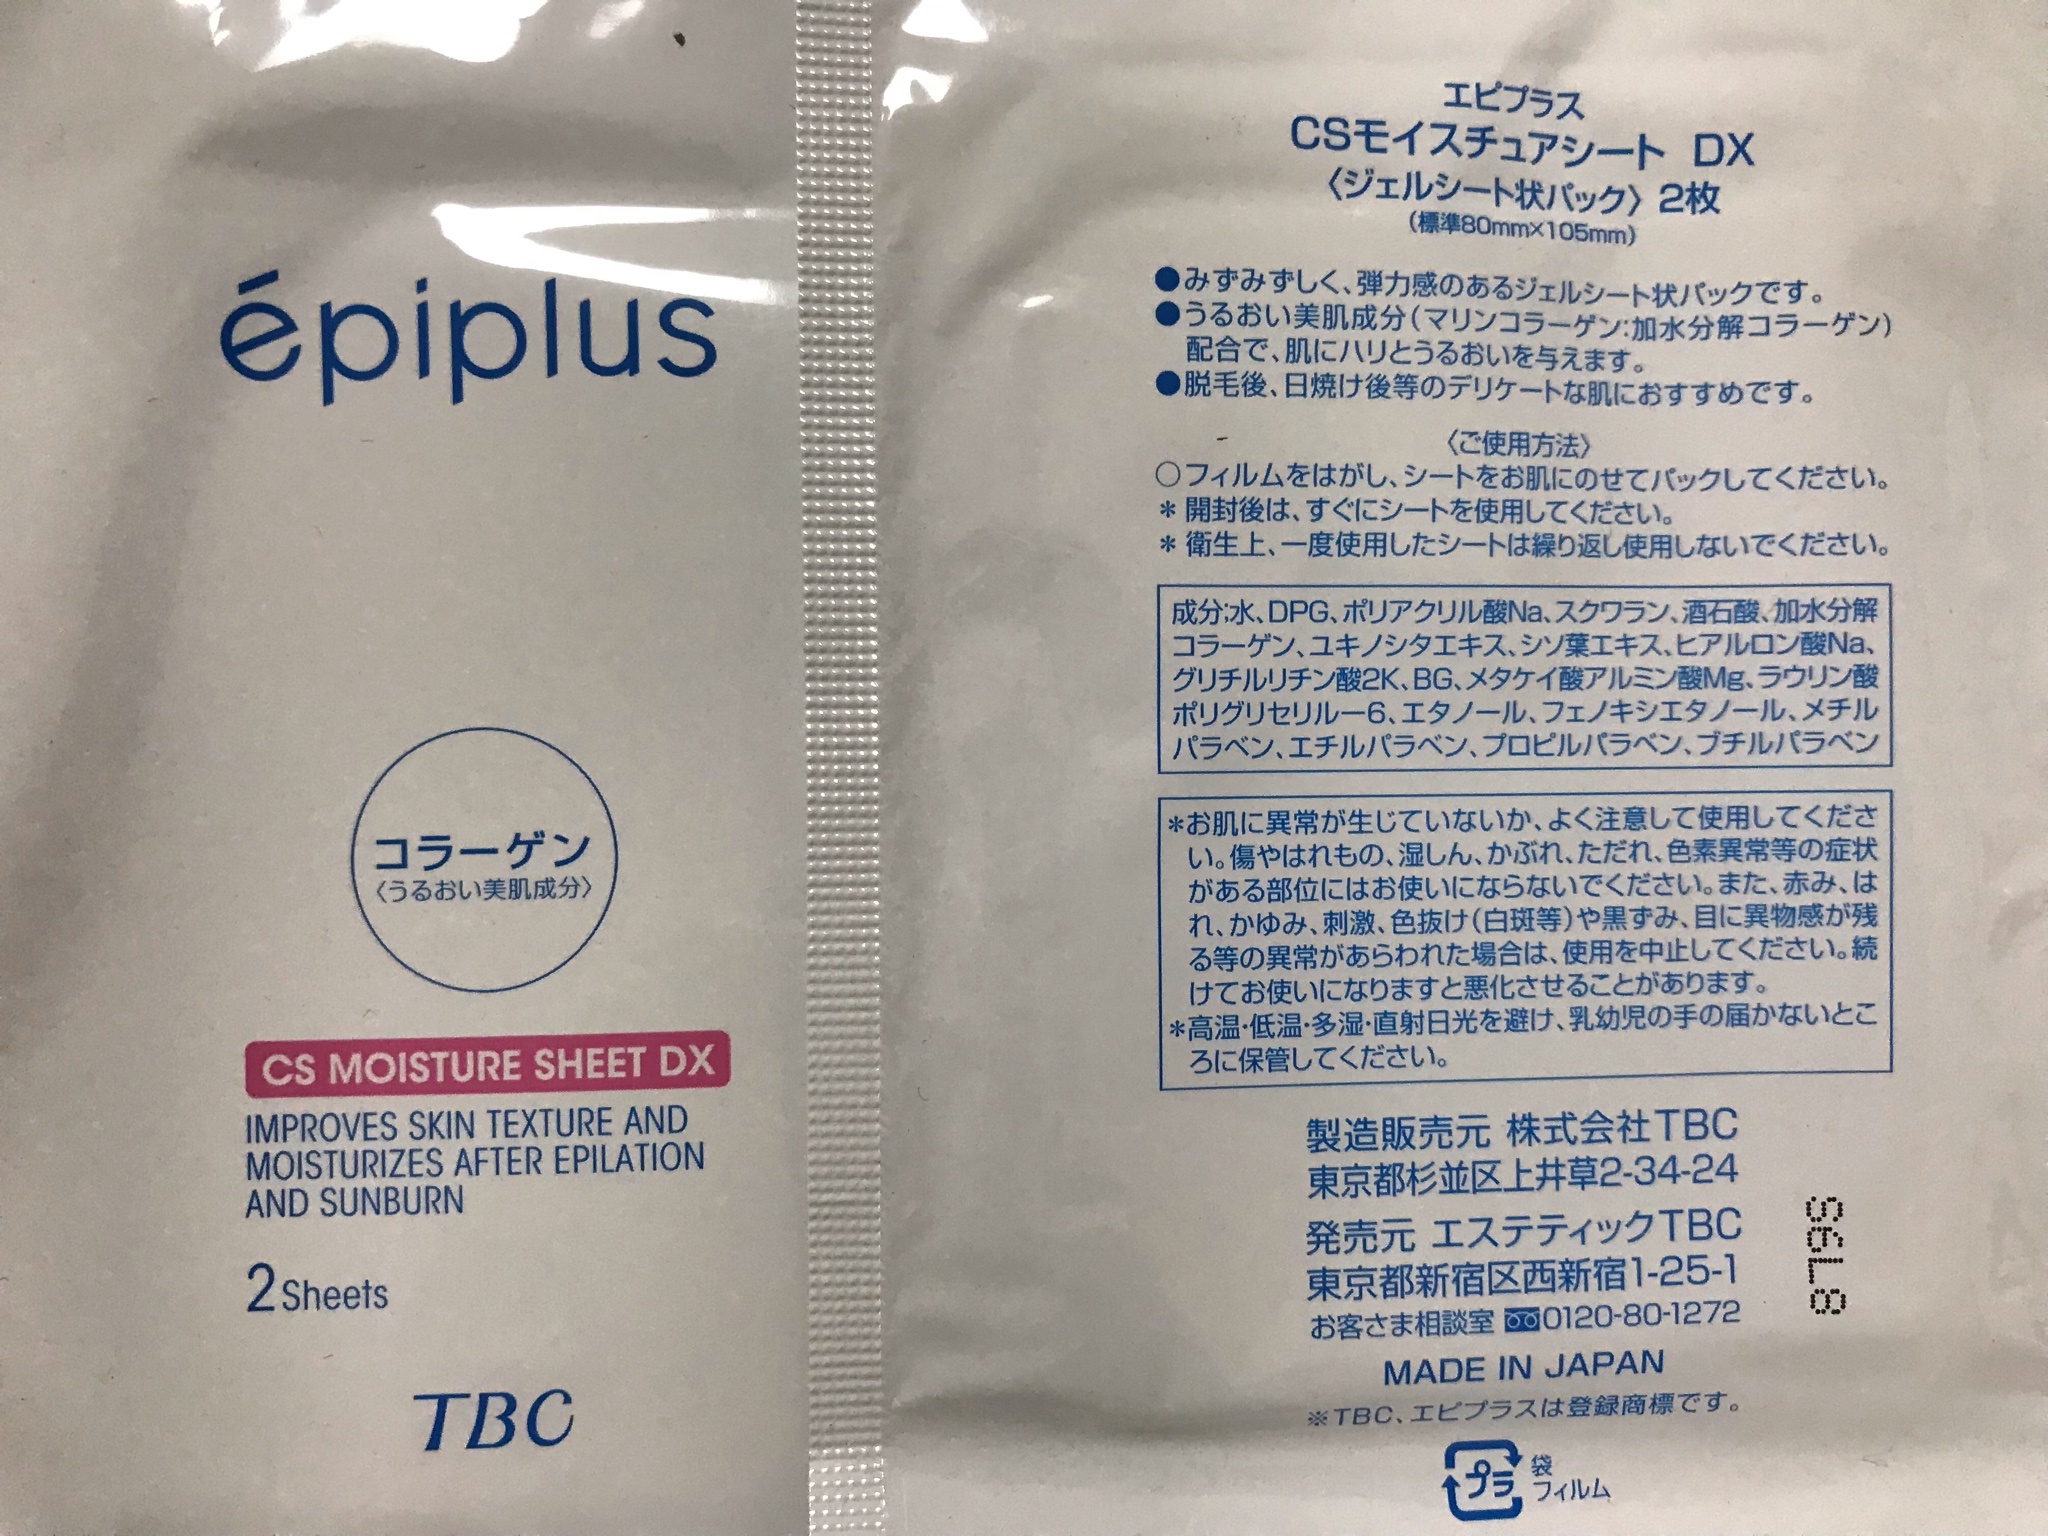 épiplus
コラーゲン
〈うるおい美肌成分〉
CS MOISTURE SHEET DX
IMPROVES SKIN TEXTURE AND
MOISTURIZES AFTER EPILATION
AND SUNBURN
2 Sheets
TBC
エピプラス
CSモイスチュアシート DX
〈ジェルシート状パック〉2枚
(標準80mm×105mm)
●みずみずしく、弾力感のあるジェルシート状パックです。
●うるおい美肌成分(マリンコラーゲン:加水分解コラーゲン)
配合で、肌にハリとうるおいを与えます。
●脱毛後、日焼け後等のデリケートな肌におすすめです。
〈ご使用方法〉
○フィルムをはがし、シートをお肌にのせてパックしてください。
＊開封後は、すぐにシートを使用してください。
＊衛生上、一度使用したシートは繰り返し使用しないでください。
成分:水、DPG、ポリアクリル酸Na、スクワラン、酒石酸、加水分解
コラーゲン、ユキノシタエキス、シソ葉エキス、ヒアルロン酸Na、
グリチルリチン酸2K、BG、メタケイ酸アルミン酸Mg、ラウリン酸
ポリグリセリル－6、エタノール、フェノキシエタノール、メチル
パラベン、エチルパラベン、プロピルパラベン、ブチルパラベン
＊お肌に異常が生じていないか、よく注意して使用してくださ
い。傷やはれもの、湿しん、かぶれ、ただれ、色素異常等の症状
がある部位にはお使いにならないでください。また、赤み、は
れ、かゆみ、刺激、色抜け(白斑等)や黒ずみ、目に異物感が残
る等の異常があらわれた場合は、使用を中止してください。続
けてお使いになりますと悪化させることがあります。
＊高温・低温・多湿・直射日光を避け、乳幼児の手の届かないとこ
ろに保管してください。
製造販売元 株式会社TBC
東京都杉並区上井草2-34-24
発売元 エステティックTBC
東京都新宿区西新宿1-25-1
お客さま相談室 0120-80-1272
MADE IN JAPAN
※TBC、エピプラスは登録商標です。
プラ
袋
フィルム
S6L8